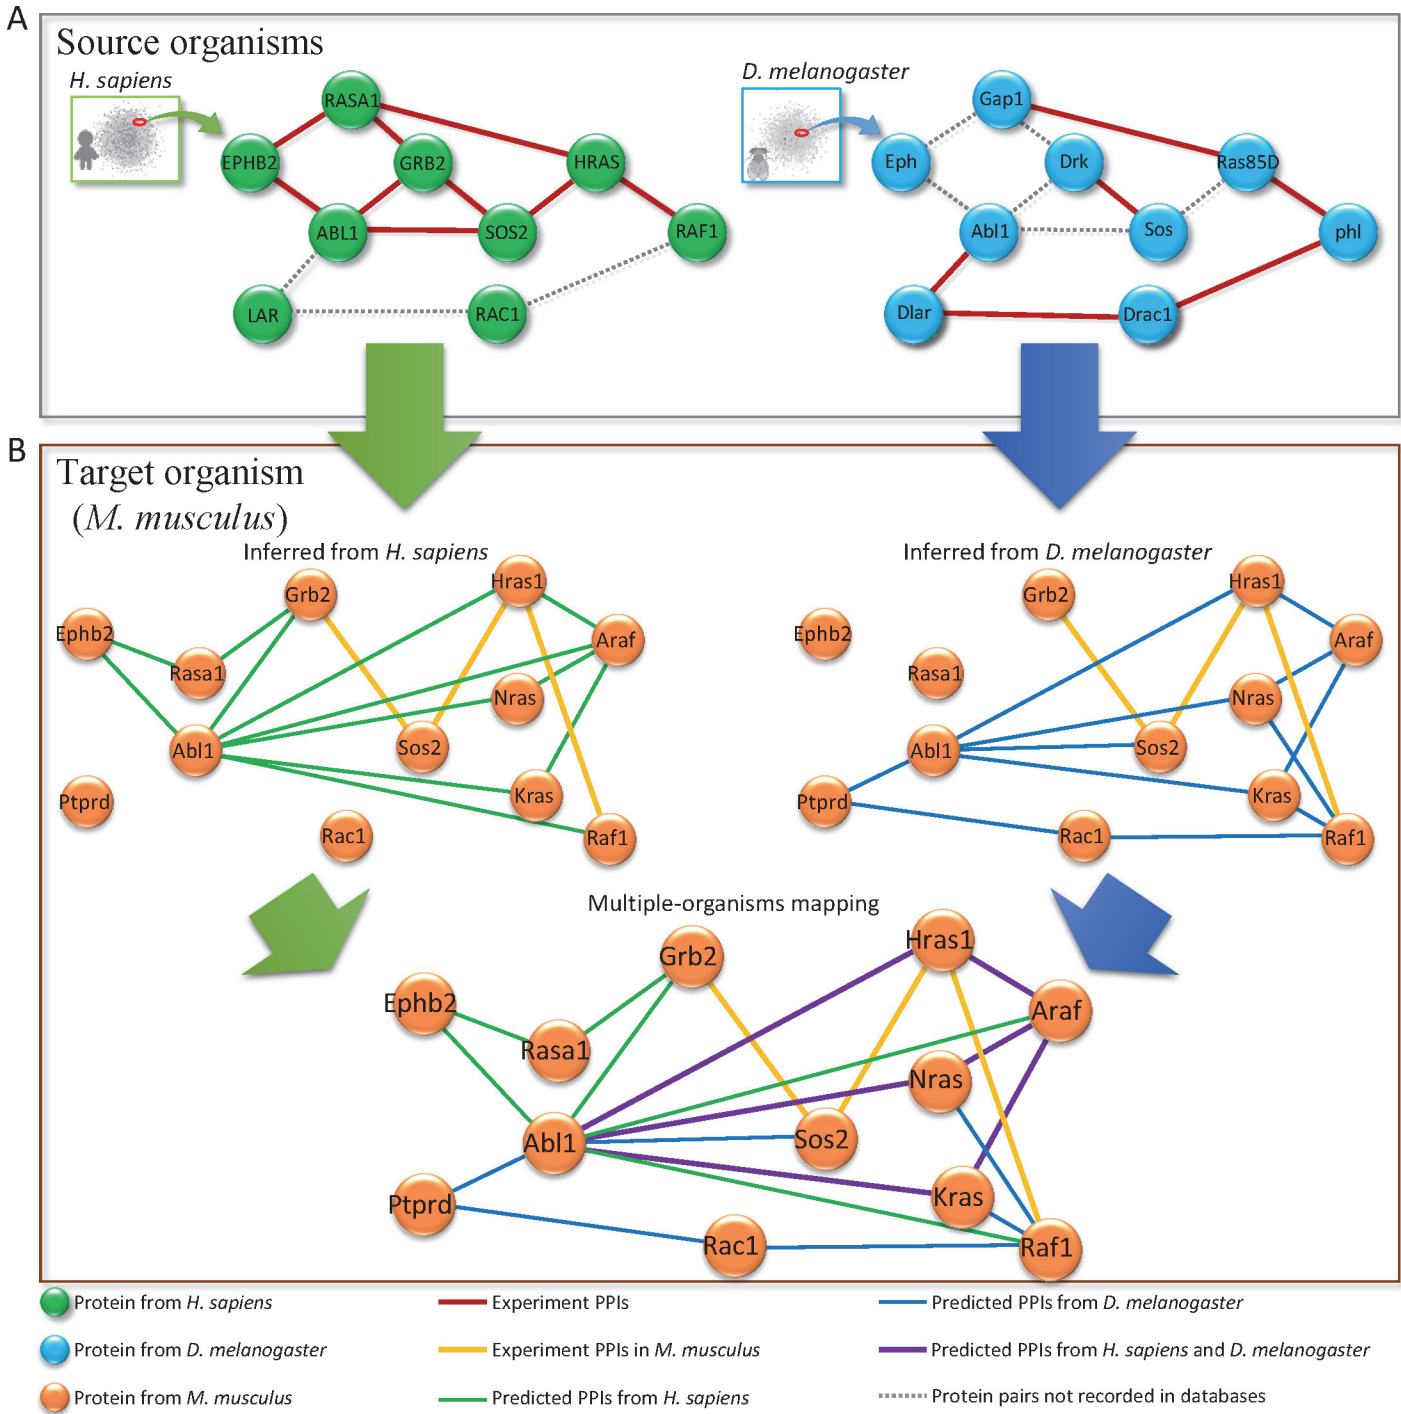 A
Source organisms
H. sapiens
D. melanogaster
RASA1
EPHB2
GRB2
HRAS
ABL1
SOS2
RAF1
LAR
RAC1
Gap1
Eph
Drk
Ras85D
Abl1
Sos
phl
Dlar
Drac1
B
Target organism
(M. musculus)
Inferred from H. sapiens
Grb2
Hras1
Ephb2
Araf
Rasa1
Nras
Abl1
Sos2
Ptprd
Kras
Rac1
Raf1
Inferred from D. melanogaster
Grb2
Hras1
Ephb2
Araf
Rasa1
Nras
Abl1
Sos2
Ptprd
Kras
Rac1
Raf1
Multiple-organisms mapping
Hras1
Grb2
Ephb2
Araf
Rasa1
Nras
Abl1
Sos2
Ptprd
Kras
Rac1
Raf1
Protein from H. sapiens
Experiment PPIs
Predicted PPIs from D. melanogaster
Protein from D. melanogaster
Experiment PPIs in M. musculus
Predicted PPIs from H. sapiens and D. melanogaster
Protein from M. musculus
Predicted PPIs from H. sapiens
Protein pairs not recorded in databases